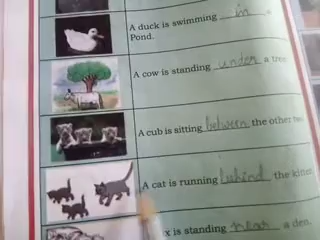 A duck is swimming in a
Pond.
A cow is standing under a tree
A cub is sitting between the other two
A cat is running behind the kitten
x is standing near a den.